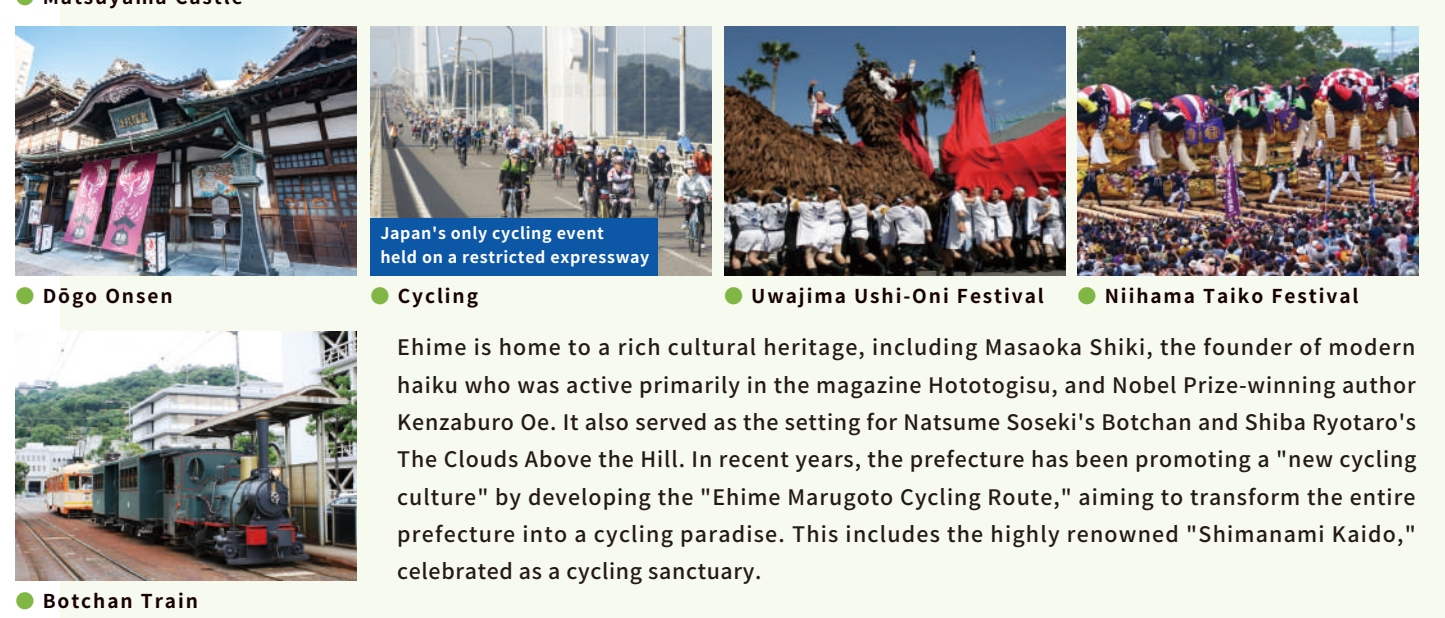 Matsuyama Castle
Japan's only cycling event
held on a restricted expressway
Dōgo Onsen
Cycling
Uwajima Ushi-Oni Festival
Niihama Taiko Festival
Ehime is home to a rich cultural heritage, including Masaoka Shiki, the founder of modern
haiku who was active primarily in the magazine Hototogisu, and Nobel Prize-winning author
Kenzaburo Oe. It also served as the setting for Natsume Soseki's Botchan and Shiba Ryotaro's
The Clouds Above the Hill. In recent years, the prefecture has been promoting a "new cycling
culture" by developing the "Ehime Marugoto Cycling Route," aiming to transform the entire
prefecture into a cycling paradise. This includes the highly renowned "Shimanami Kaido,"
celebrated as a cycling sanctuary.
Botchan Train